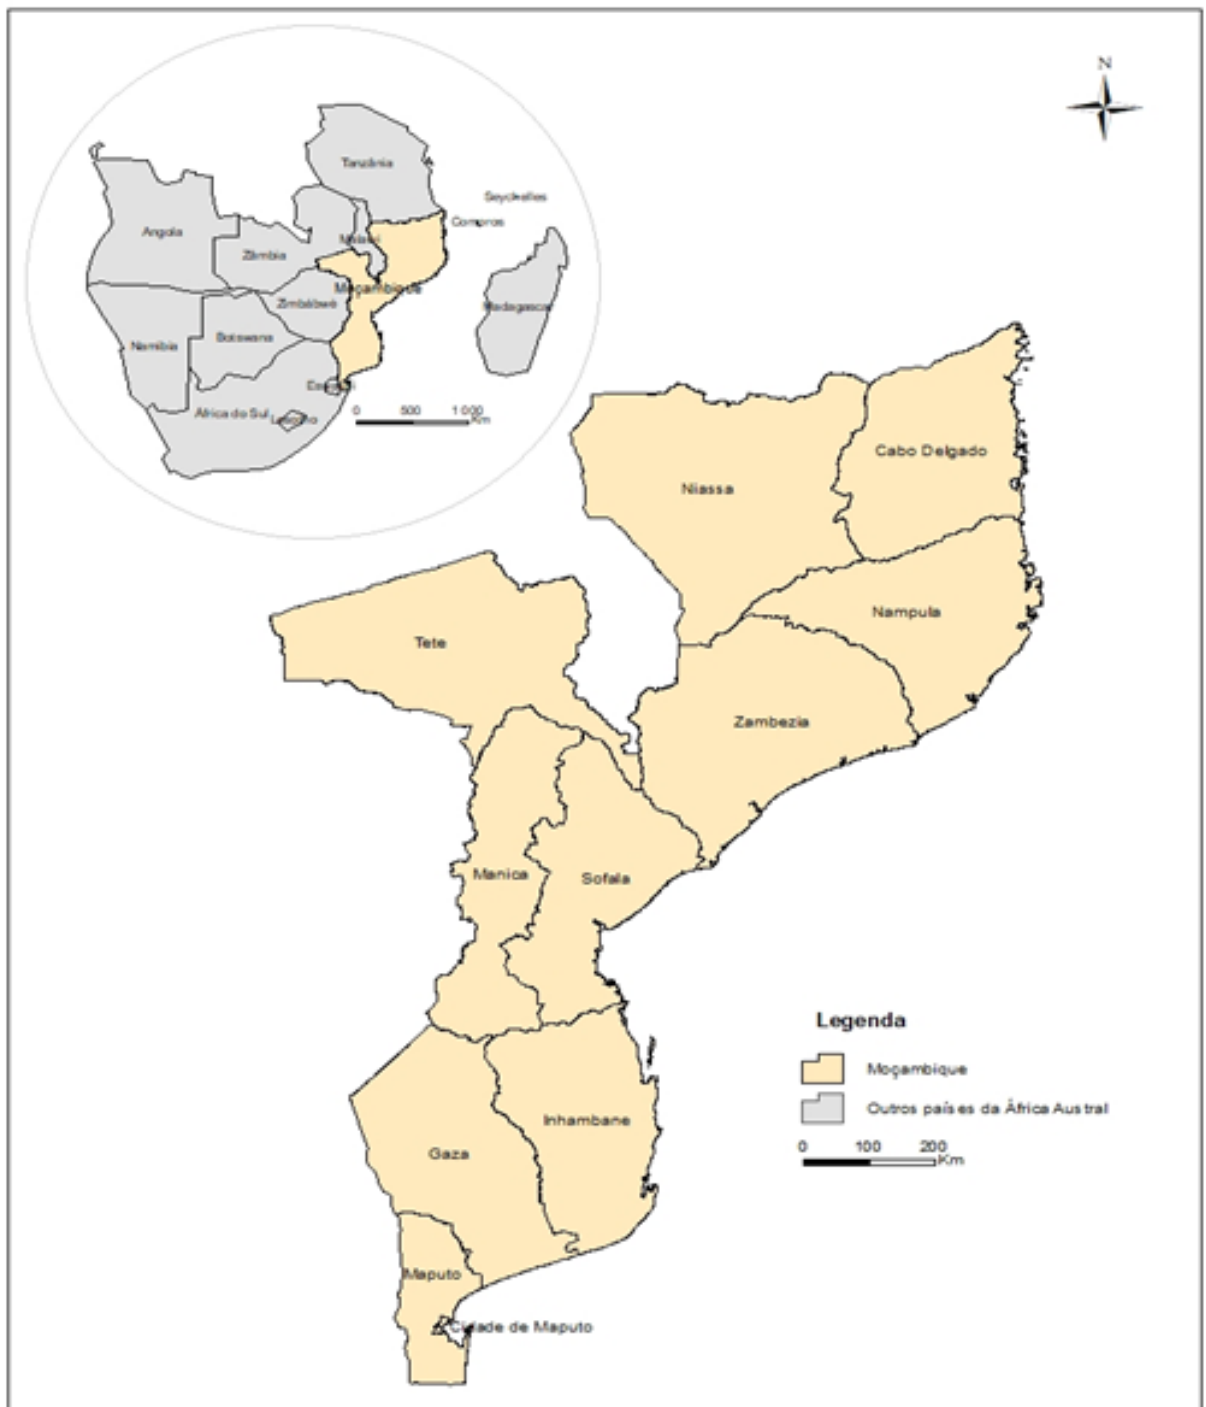 N
Tanzânia
Seychelles
Comoros
Angola
Malawi
Zâmbia
Moçambique
Zimbábwè
Madagascar
Botswana
Namíbia
África do Sul
Lesotho
0 500 1 000
Km
Cabo Delgado
Niassa
Nampula
Tete
Zambezia
Manica
Sofala
Legenda
Moçambique
Outros países da África Austral
0 100 200
Km
Inhambane
Gaza
Maputo
Cidade de Maputo